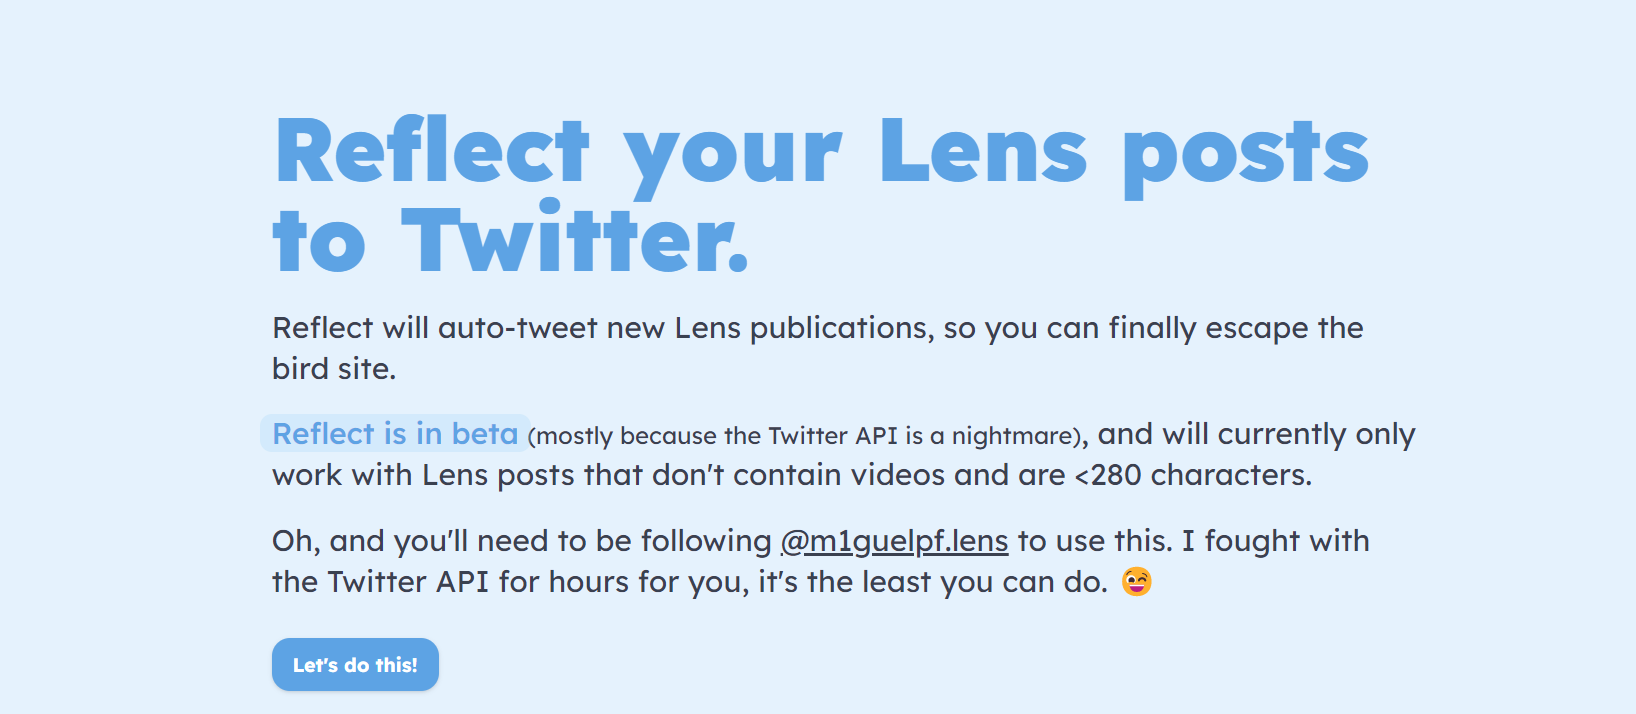 Reflect your Lens posts
to Twitter.
Reflect will auto-tweet new Lens publications, so you can finally escape the
bird site.
Reflect is in beta (mostly because the Twitter API is a nightmare), and will currently only
work with Lens posts that don't contain videos and are <280 characters.
Oh, and you'll need to be following @m1guelpf.lens to use this. I fought with
the Twitter API for hours for you, it's the least you can do. 😜
Let's do this!